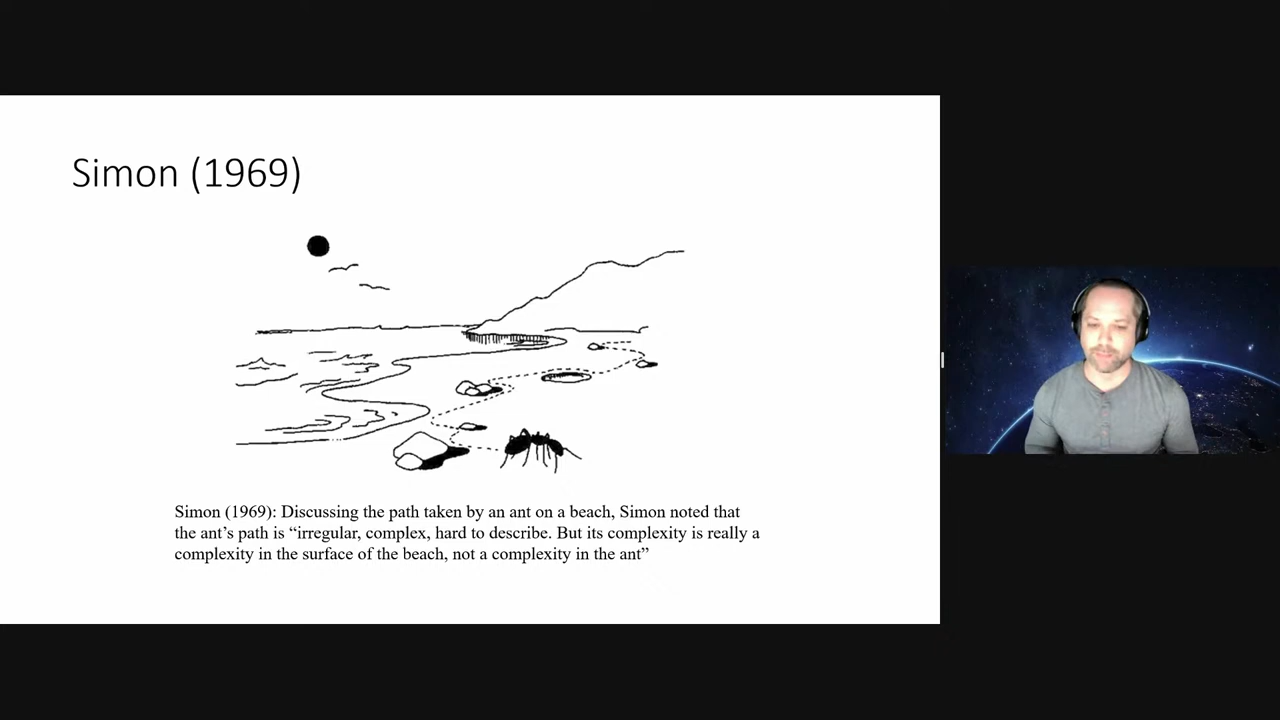 Simon (1969)
Simon (1969): Discussing the path taken by an ant on a beach, Simon noted that
the ant’s path is “irregular, complex, hard to describe. But its complexity is really a
complexity in the surface of the beach, not a complexity in the ant”